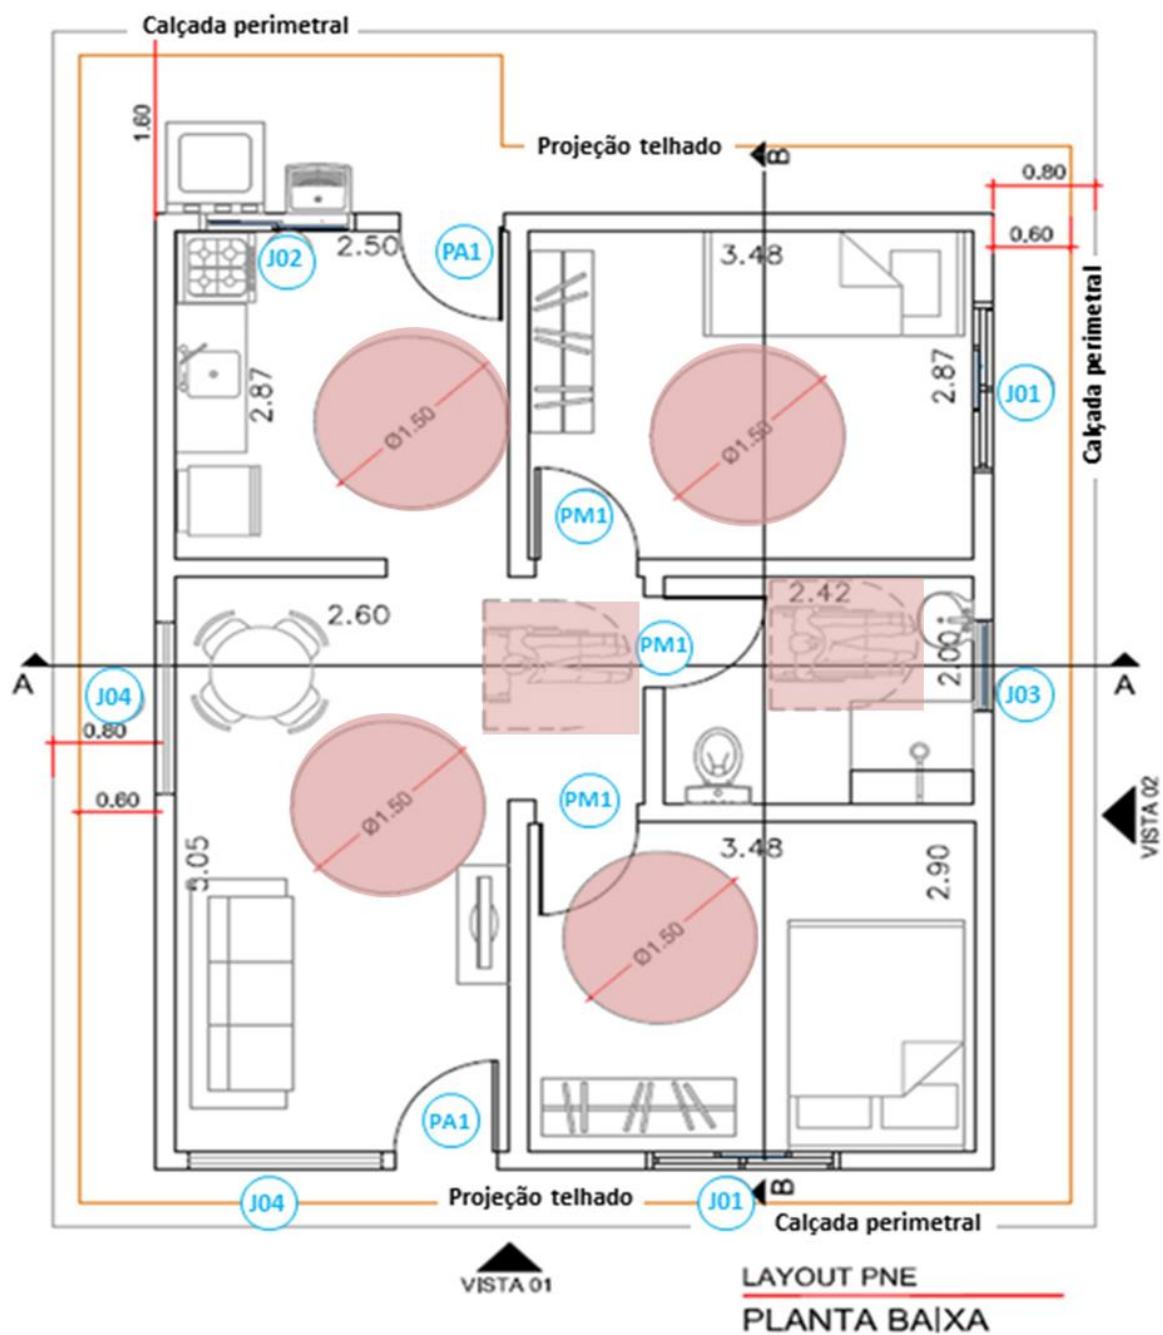 Calçada perimetral
1.60
Projeção telhado
B
0.80
0.60
J02
2.50
PA1
3.48
Calçada perimetral
2.87
2.87
J01
Ø1.50
Ø1.50
PM1
2.60
2.42
PM1
2.00
A
J04
J03
A
0.80
0.60
PM1
Ø1.50
VISTA 02
3.48
2.90
5.05
Ø1.50
PA1
J04
Projeção telhado
J01
B
Calçada perimetral
VISTA 01
LAYOUT PNE
PLANTA BAIXA